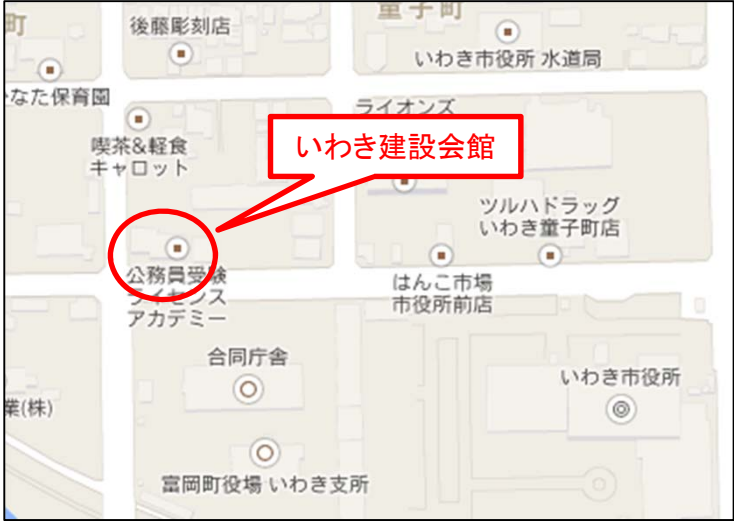 町
後藤彫刻店
童子町
いわき市役所 水道局
なた保育園
喫茶&軽食
キャロット
ライオンズ
いわき建設会館
ツルハドラッグ
いわき童子町店
公務員受験
ライセンス
アカデミー
はんこ市場
市役所前店
合同庁舎
いわき市役所
業(株)
富岡町役場 いわき支所